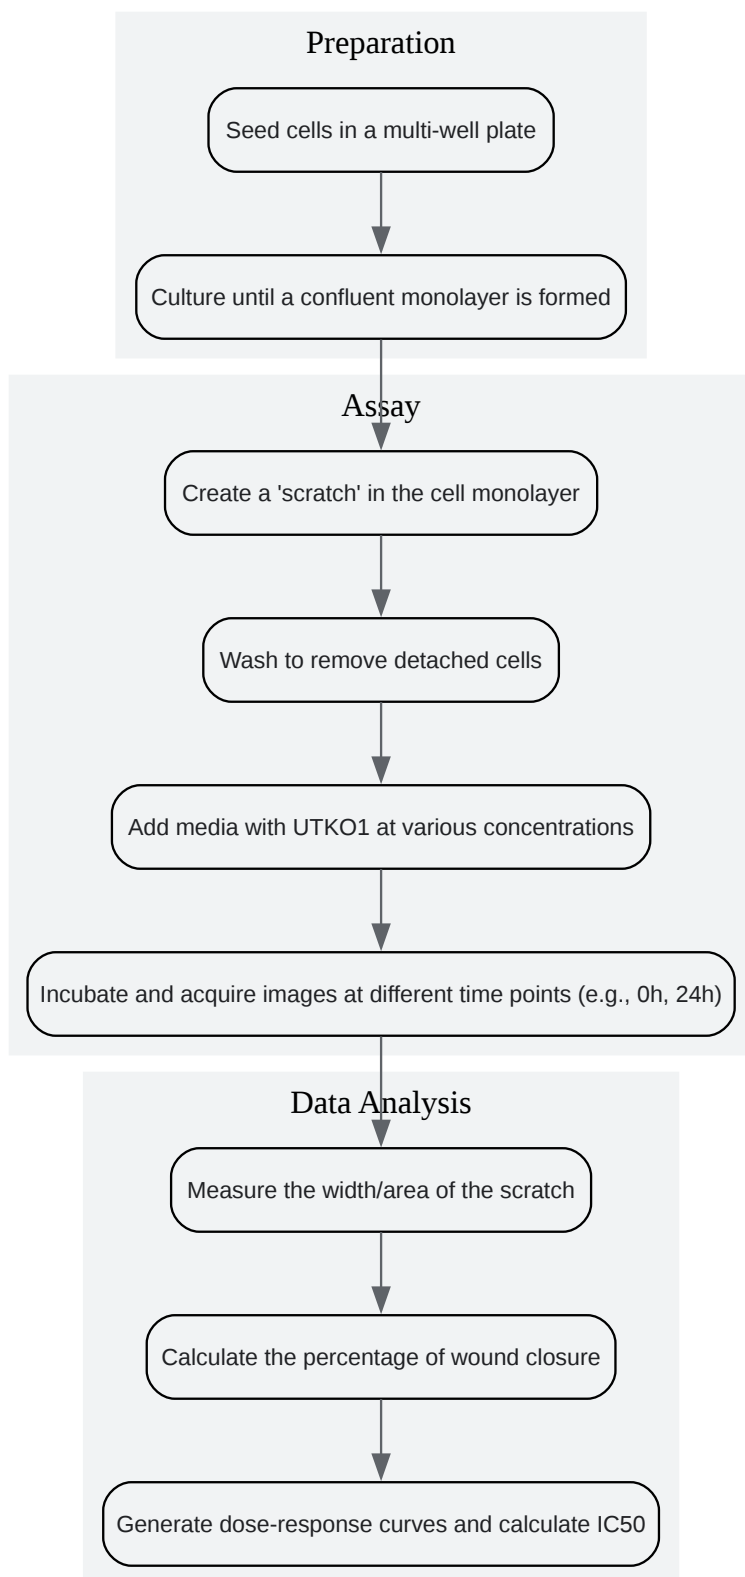 Preparation
Seed cells in a multi-well plate
Culture until a confluent monolayer is formed
Assay
Create a 'scratch' in the cell monolayer
Wash to remove detached cells
Add media with UTKO1 at various concentrations
Incubate and acquire images at different time points (e.g., 0h, 24h)
Data Analysis
Measure the width/area of the scratch
Calculate the percentage of wound closure
Generate dose-response curves and calculate IC50